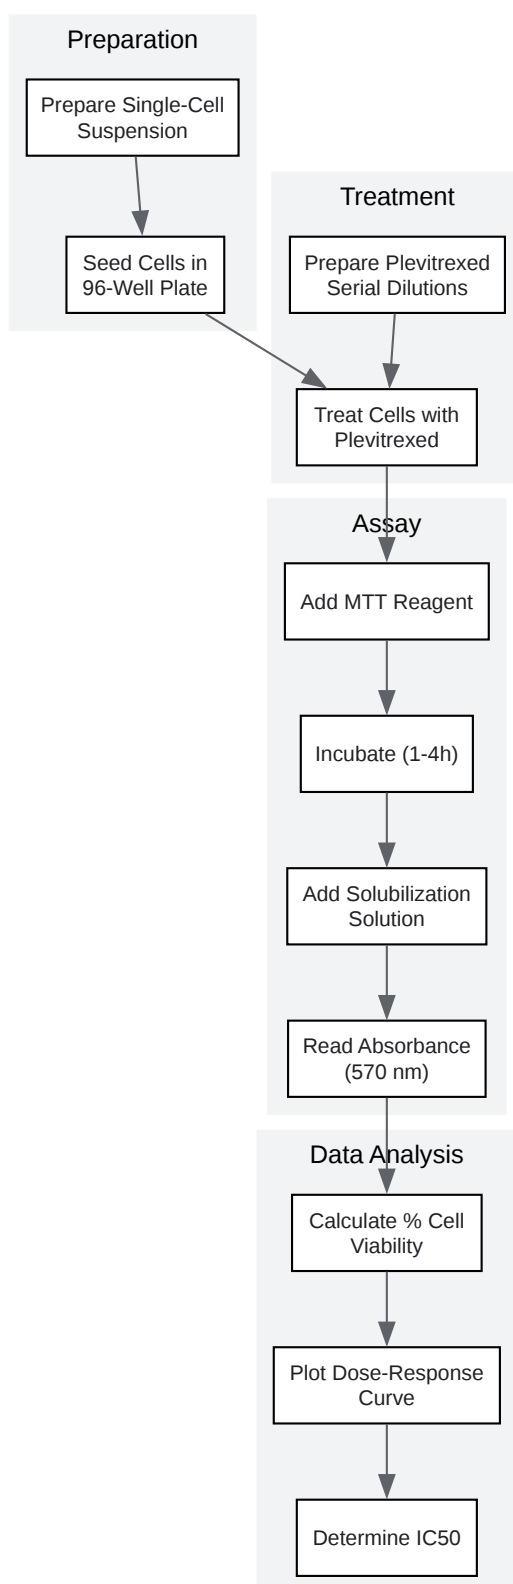 Preparation
Prepare Single-Cell
Suspension
Seed Cells in
96-Well Plate
Treatment
Prepare Plevitrexed
Serial Dilutions
Treat Cells with
Plevitrexed
Assay
Add MTT Reagent
Incubate (1-4h)
Add Solubilization
Solution
Read Absorbance
(570 nm)
Data Analysis
Calculate % Cell
Viability
Plot Dose-Response
Curve
Determine IC50